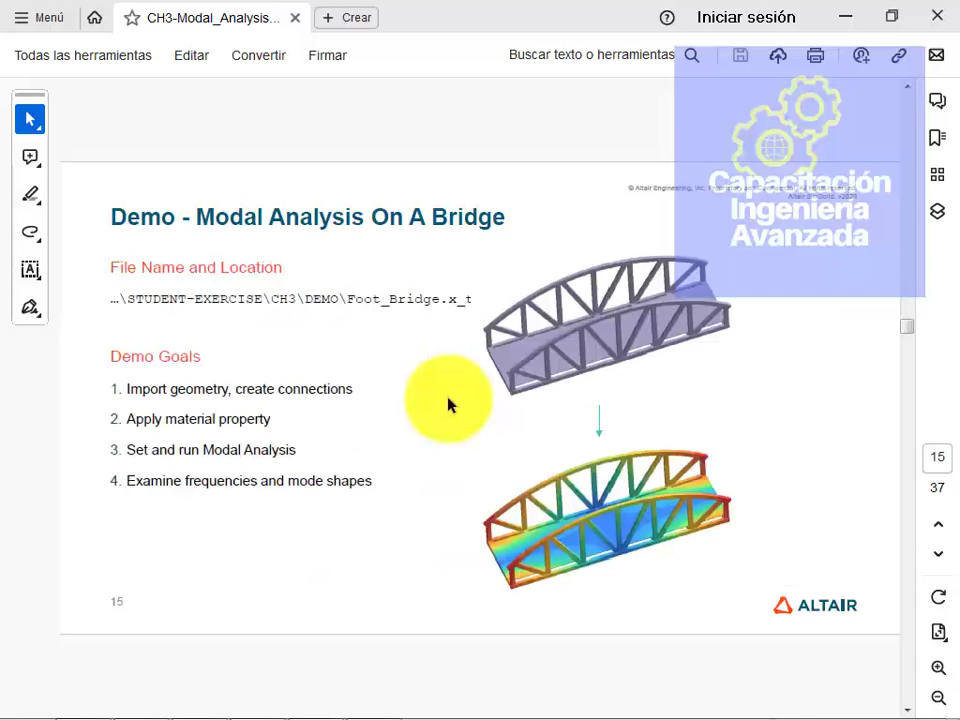 Menú
CH3-Modal_Analysis...
Crear
Iniciar sesión
Todas las herramientas
Editar
Convertir
Firmar
Buscar texto o herramientas
Capacitación
Ingeniería
Avanzada
Demo - Modal Analysis On A Bridge
File Name and Location
…\STUDENT-EXERCISE\CH3\DEMO\Foot_Bridge.x_t
Demo Goals
1. Import geometry, create connections
2. Apply material property
3. Set and run Modal Analysis
4. Examine frequencies and mode shapes
15
ALTAIR
15
37